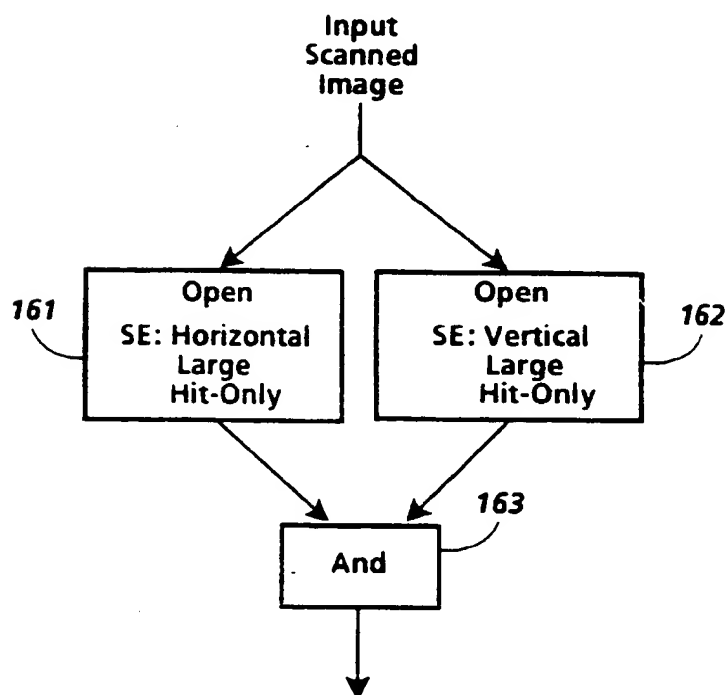 Input
Scanned
Image
161
Open
SE: Horizontal
Large
Hit-Only
Open
SE: Vertical
Large
Hit-Only
162
163
And